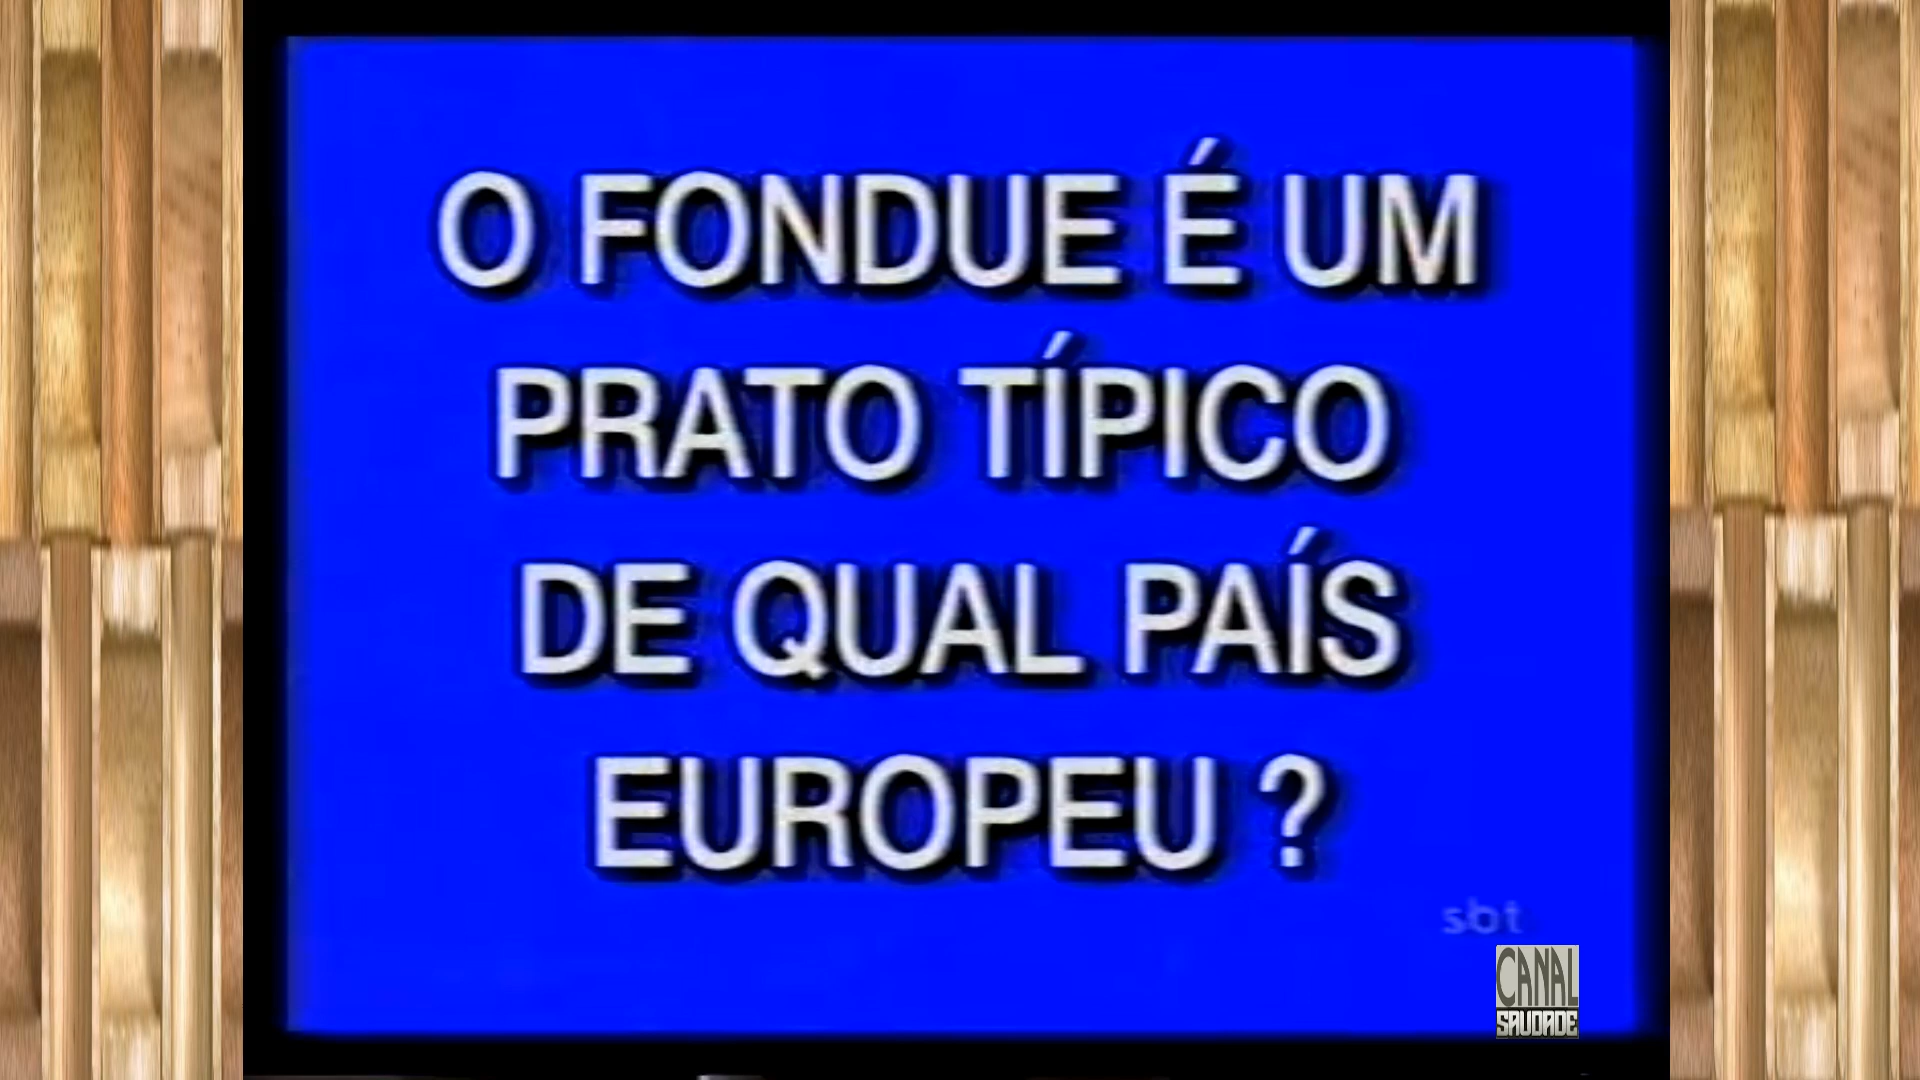 O FONDUE É UM
PRATO TÍPICO
DE QUAL PAÍS
EUROPEU ?
sbt
CANAL
SAUDADE